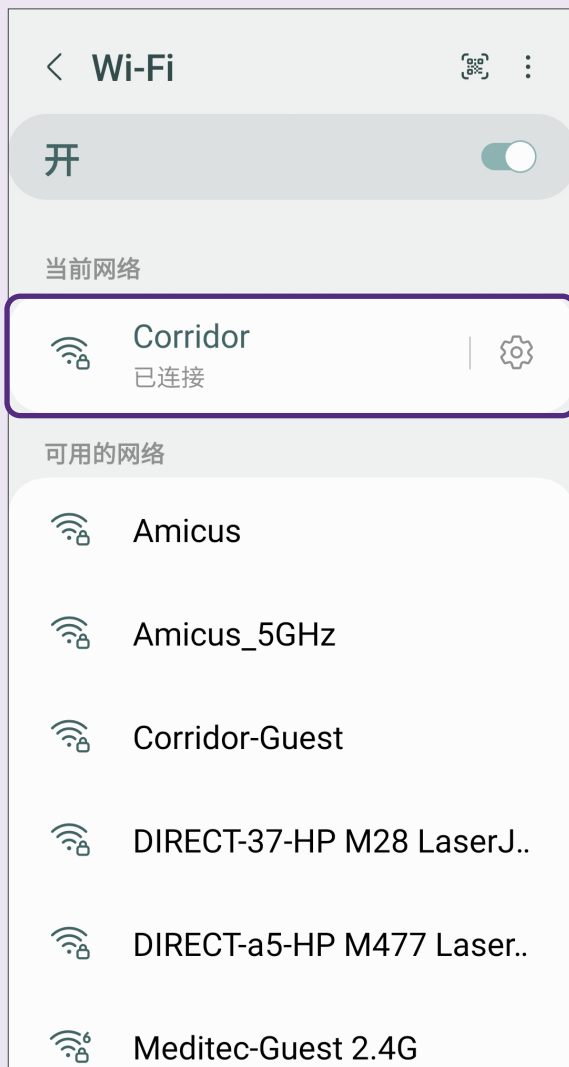 Wi-Fi
开
当前网络
Corridor
已连接
可用的网络
Amicus
Amicus_5GHz
Corridor-Guest
DIRECT-37-HP M28 LaserJ..
DIRECT-a5-HP M477 Laser..
6
Meditec-Guest 2.4G